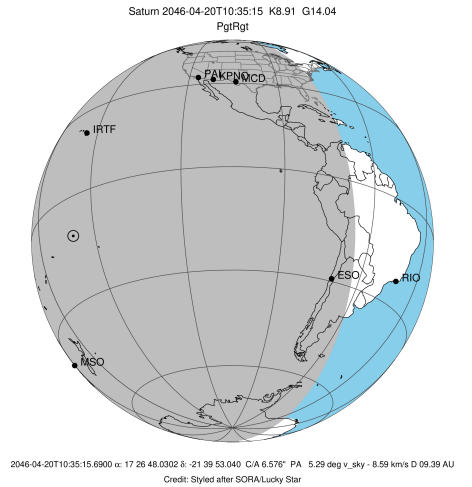 Saturn 2046-04-20T10:35:15 K8.91 G14.04
PgtRgt
PAL
KPNO
MCD
IRTF
ESO
RIO
MSO
2046-04-20T10:35:15.6900 α: 17 26 48.0302 δ: -21 39 53.040 C/A 6.576" PA 5.29 deg v_sky - 8.59 km/s D 09.39 AU
Credit: Styled after SORA/Lucky Star